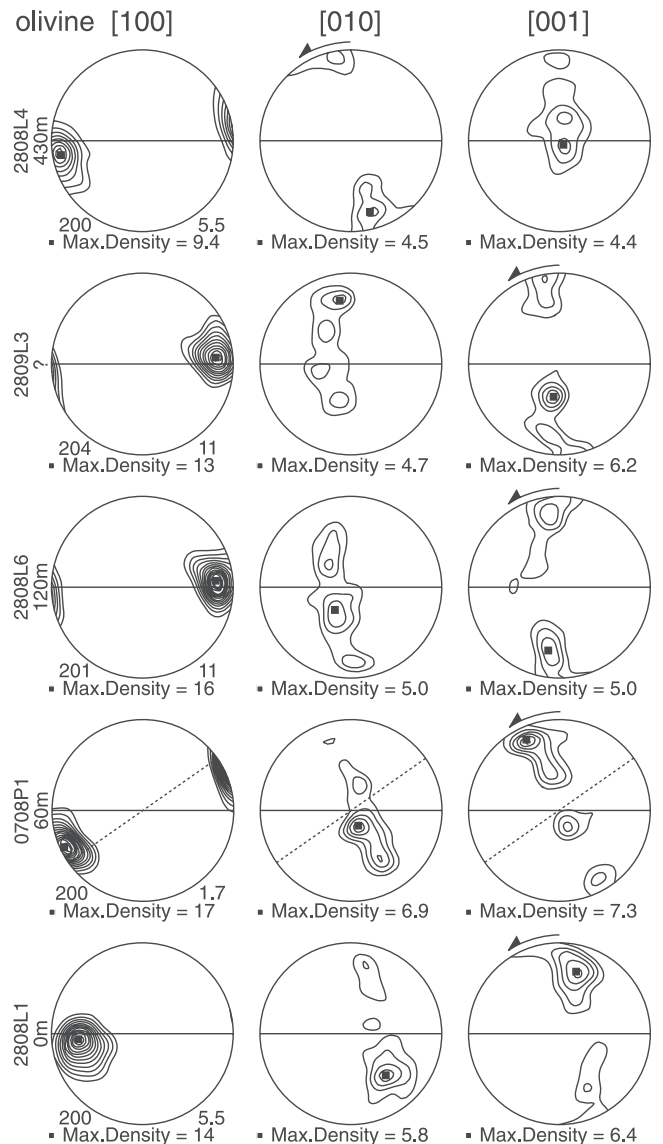 olivine [100] [010] [001]
2808L4
430m
200 5.5
▪ Max.Density = 9.4 ▪ Max.Density = 4.5 ▪ Max.Density = 4.4
2809L3
?
204 11
▪ Max.Density = 13 ▪ Max.Density = 4.7 ▪ Max.Density = 6.2
2808L6
120m
201 11
▪ Max.Density = 16 ▪ Max.Density = 5.0 ▪ Max.Density = 5.0
0708P1
60m
200 1.7
▪ Max.Density = 17 ▪ Max.Density = 6.9 ▪ Max.Density = 7.3
2808L1
0m
200 5.5
▪ Max.Density = 14 ▪ Max.Density = 5.8 ▪ Max.Density = 6.4